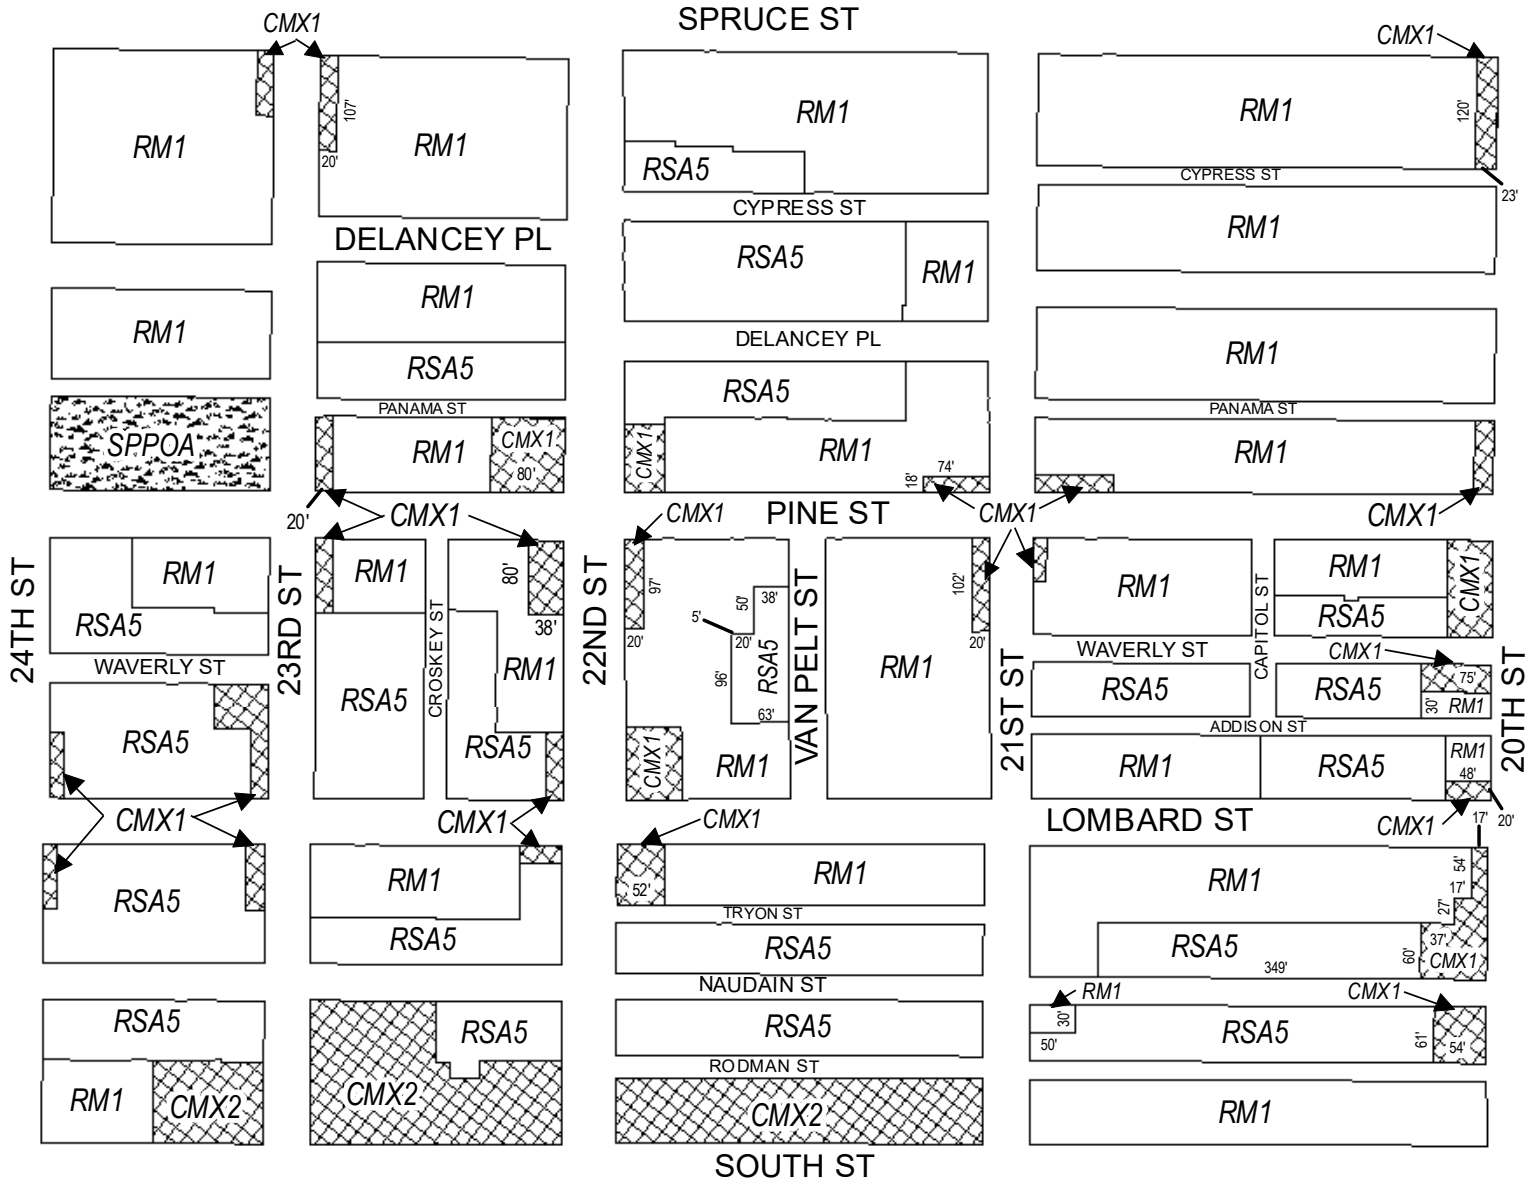 SPRUCE ST
CMX1
CMX1
RM1
107'
20'
RM1
RM1
RSA5
RM1
120'
CYPRESS ST
23'
CYPRESS ST
DELANCEY PL
RM1
RM1
RSA5
RSA5
RM1
RM1
DELANCEY PL
RM1
SPPOA
PANAMA ST
RM1
CMX1
80'
RSA5
CMX1
RM1
74'
18'
PANAMA ST
RM1
20'
CMX1
CMX1
PINE ST
CMX1
CMX1
24TH ST
RM1
RSA5
WAVERLY ST
23RD ST
RM1
RSA5
CROSKEY ST
80'
38'
RM1
RSA5
22ND ST
97'
20'
5'
50'
38'
20'
96'
RSA5
63'
CMX1
RM1
VAN PELT ST
RM1
102'
20'
21ST ST
RM1
CAPITOL ST
RM1
RSA5
CMX1
WAVERLY ST
CMX1
RSA5
RSA5
75'
30'
RM1
20TH ST
ADDISON ST
RM1
RSA5
RM1
48'
RSA5
CMX1
CMX1
CMX1
LOMBARD ST
CMX1
17'
20'
RSA5
RM1
RSA5
52'
RM1
TRYON ST
RSA5
NAUDAIN ST
RM1
54'
17'
27'
37'
RSA5
60'
CMX1
349'
RM1
CMX1
RSA5
RM1
CMX2
RSA5
CMX2
RSA5
RODMAN ST
CMX2
30'
50'
RSA5
61'
54'
RM1
SOUTH ST